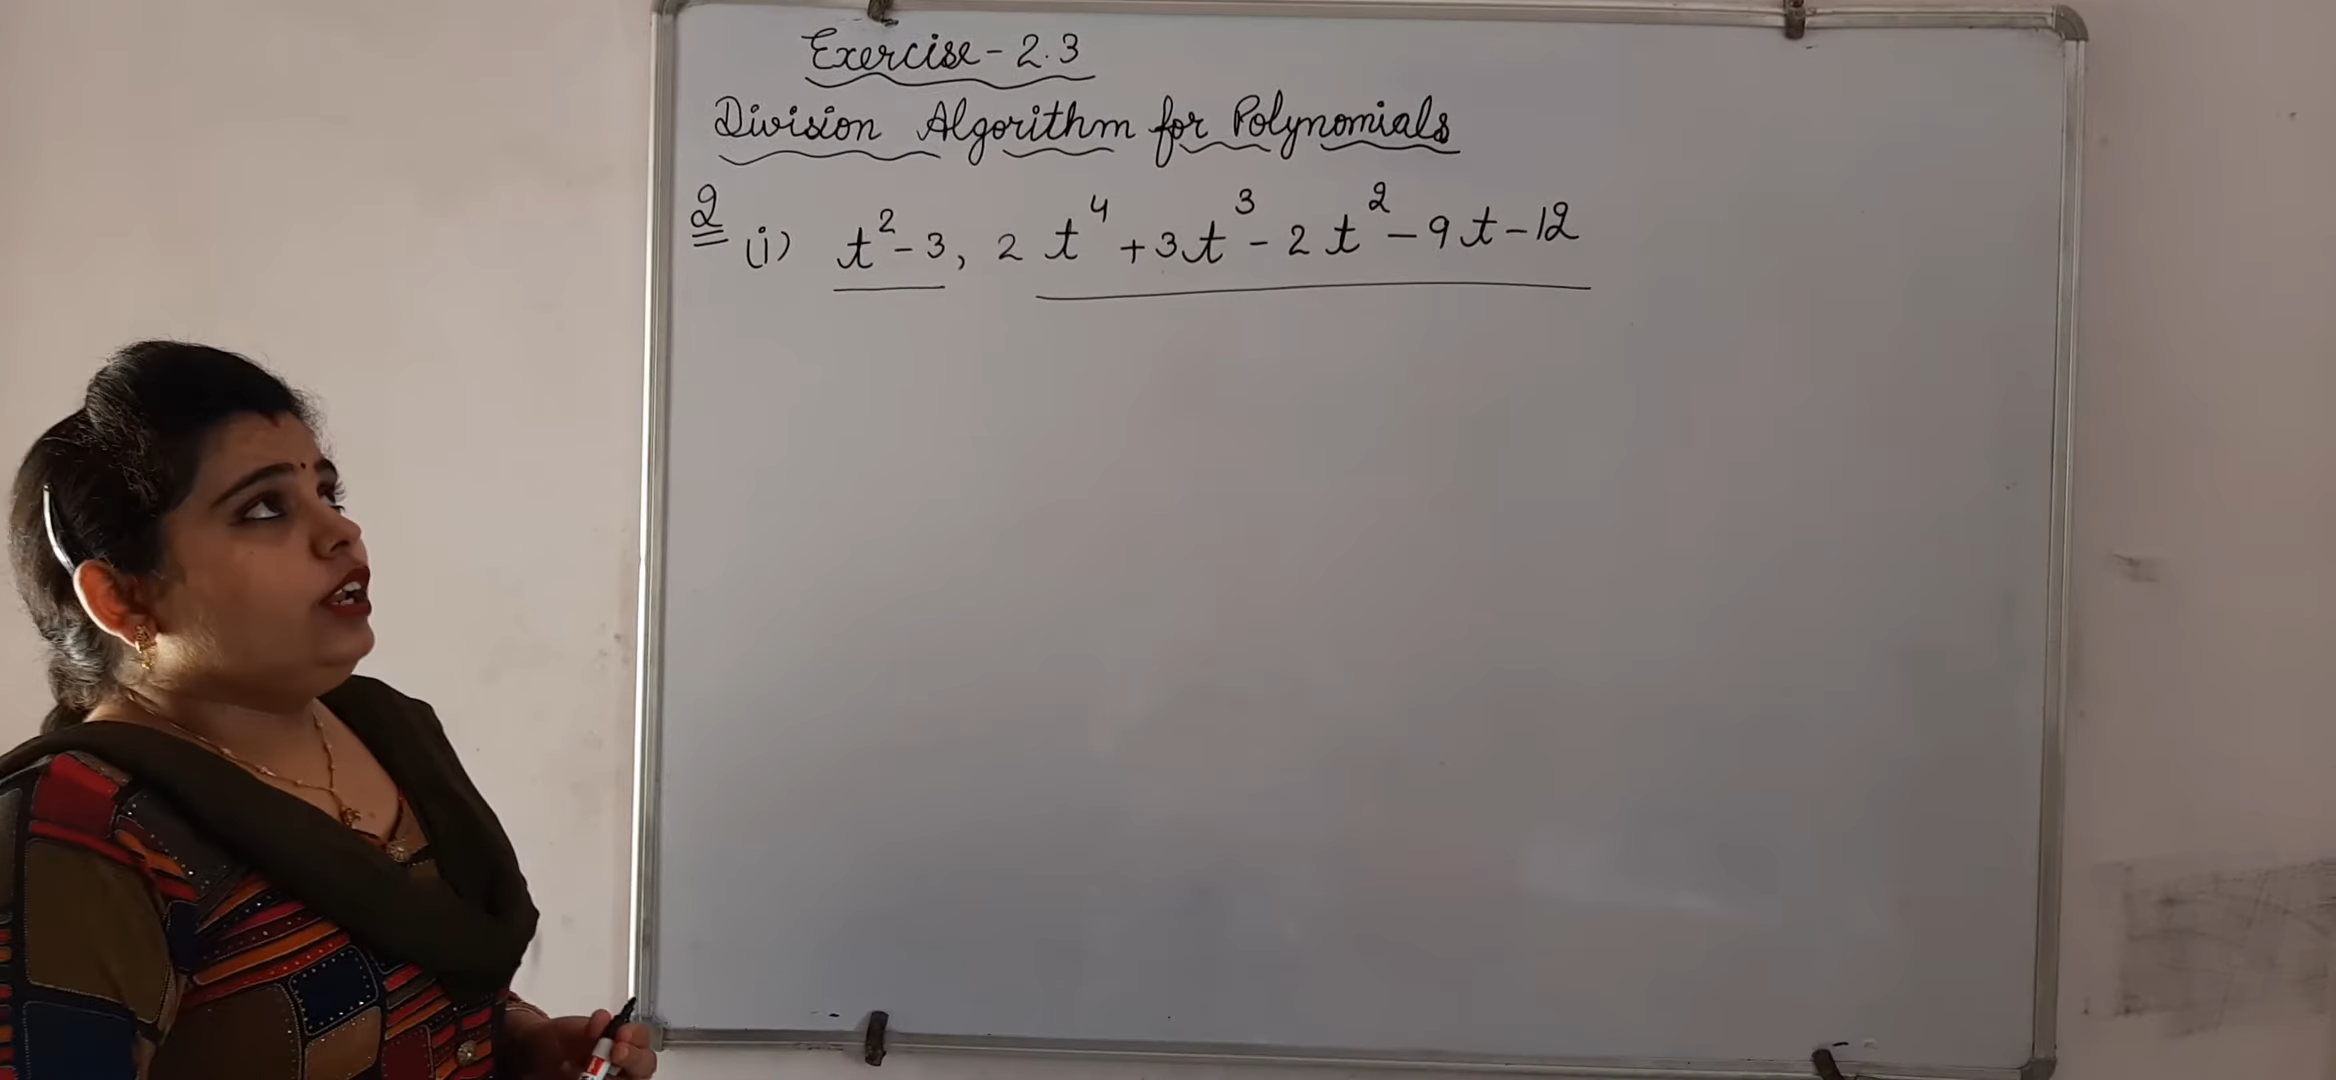 Exercise - 2.3
Division Algorithm for Polynomials
2 (i) t² - 3, 2t⁴ + 3t³ - 2t² - 9t - 12